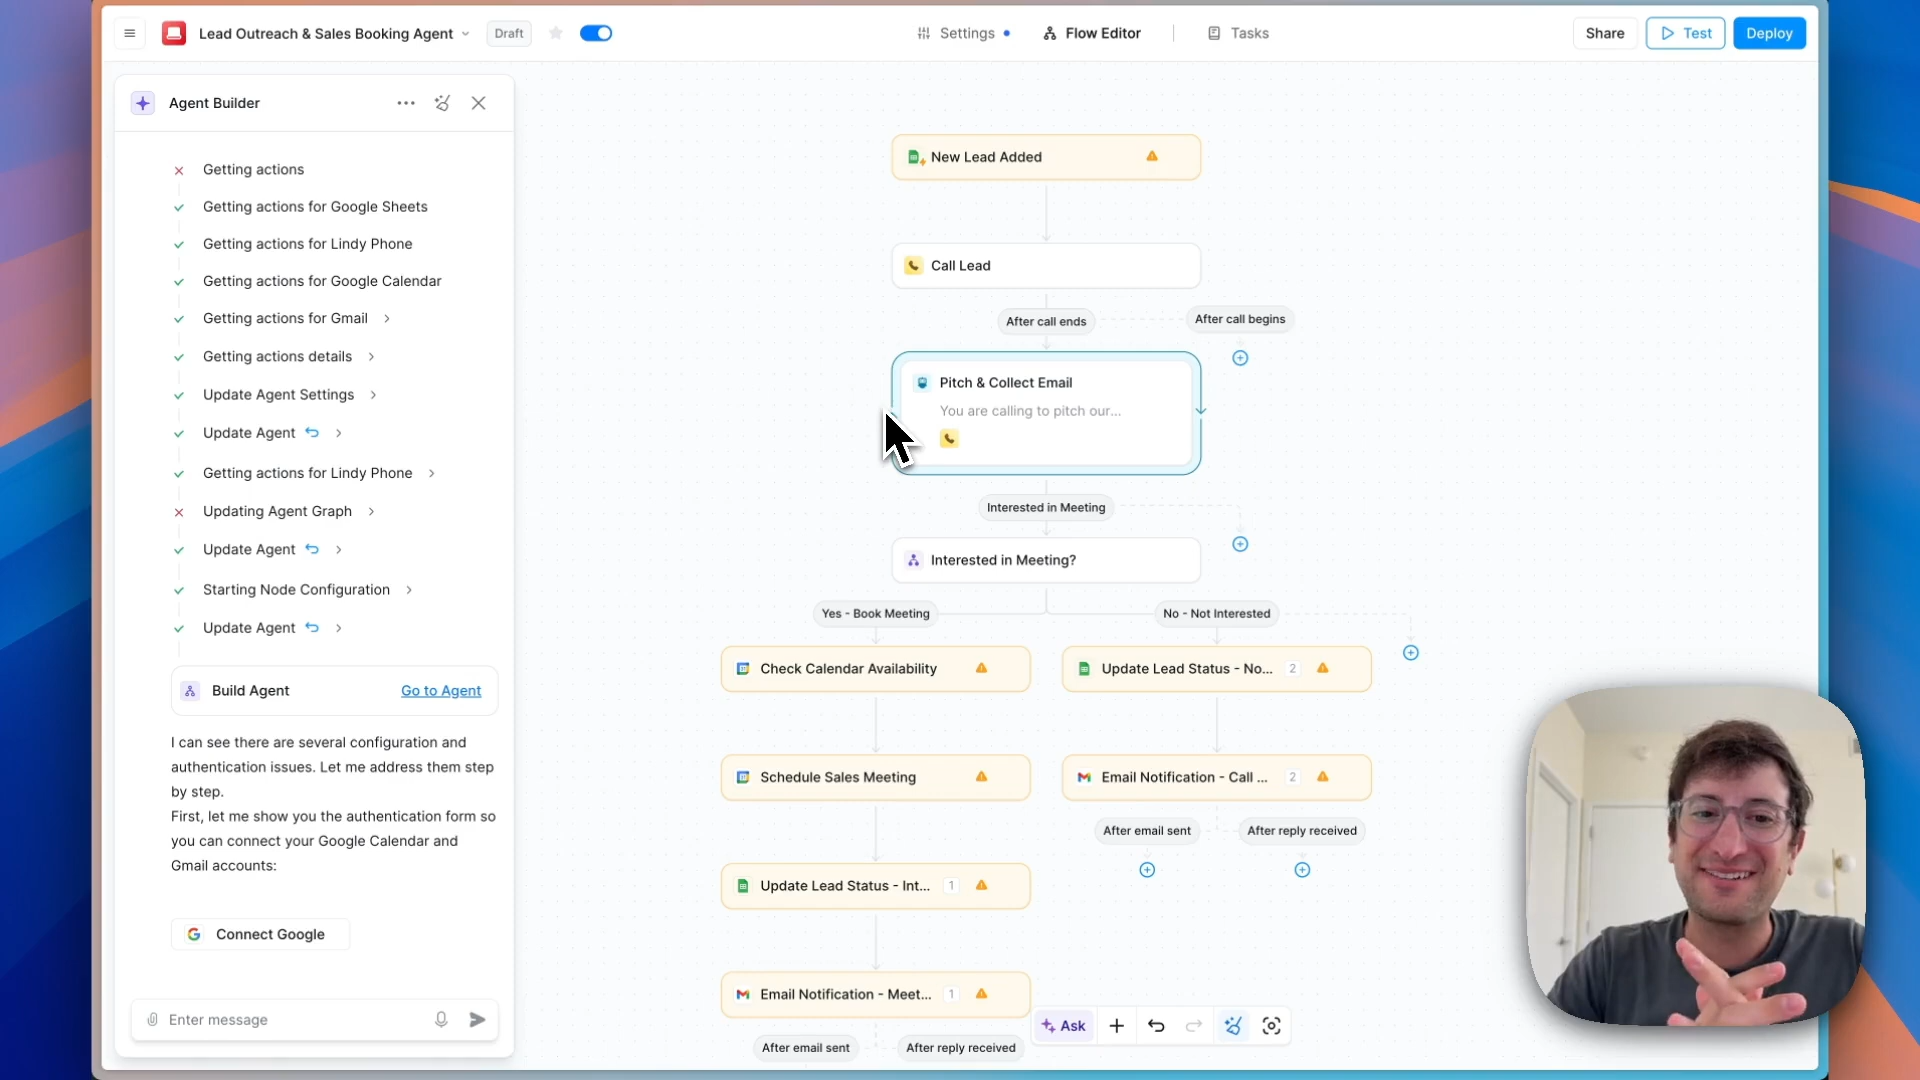 Lead Outreach & Sales Booking Agent
Draft
Settings
Flow Editor
Tasks
Share
Test
Deploy
Agent Builder
Getting actions
Getting actions for Google Sheets
Getting actions for Lindy Phone
Getting actions for Google Calendar
Getting actions for Gmail
Getting actions details
Update Agent Settings
Update Agent
Getting actions for Lindy Phone
Updating Agent Graph
Update Agent
Starting Node Configuration
Update Agent
Build Agent
Go to Agent
I can see there are several configuration and
authentication issues. Let me address them step
by step.
First, let me show you the authentication form so
you can connect your Google Calendar and
Gmail accounts:
Connect Google
Enter message
New Lead Added
Call Lead
After call ends
After call begins
Pitch & Collect Email
You are calling to pitch our...
Interested in Meeting
Interested in Meeting?
Yes - Book Meeting
No - Not Interested
Check Calendar Availability
Update Lead Status - No... 2
Schedule Sales Meeting
Email Notification - Call ... 2
After email sent
After reply received
Update Lead Status - Int... 1
Email Notification - Meet... 1
After email sent
After reply received
Ask